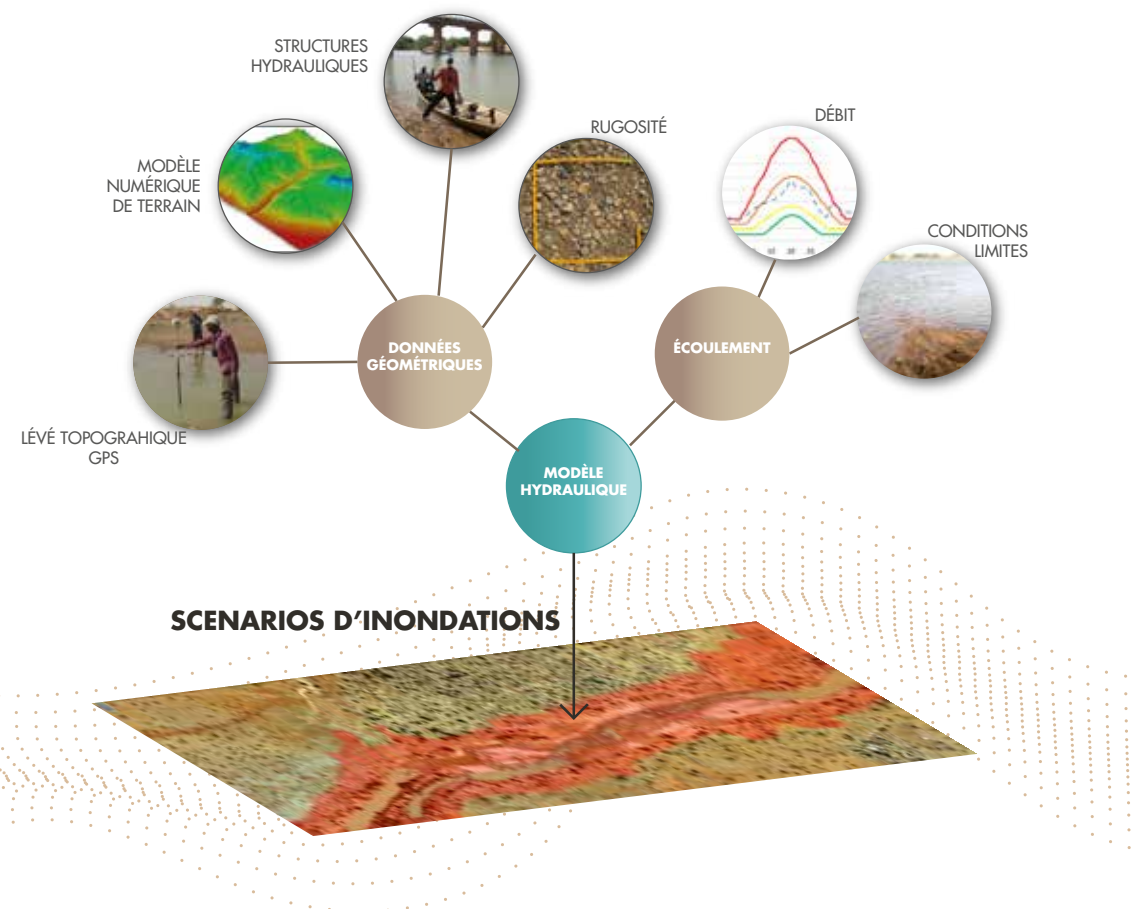 STRUCTURES
HYDRAULIQUES
RUGOSITÉ
DÉBIT
MODÈLE
NUMÉRIQUE
DE TERRAIN
CONDITIONS
LIMITES
DONNÉES
GÉOMÉTRIQUES
ÉCOULEMENT
LÉVÉ TOPOGRAHIQUE
GPS
MODÈLE
HYDRAULIQUE
SCENARIOS D’INONDATIONS